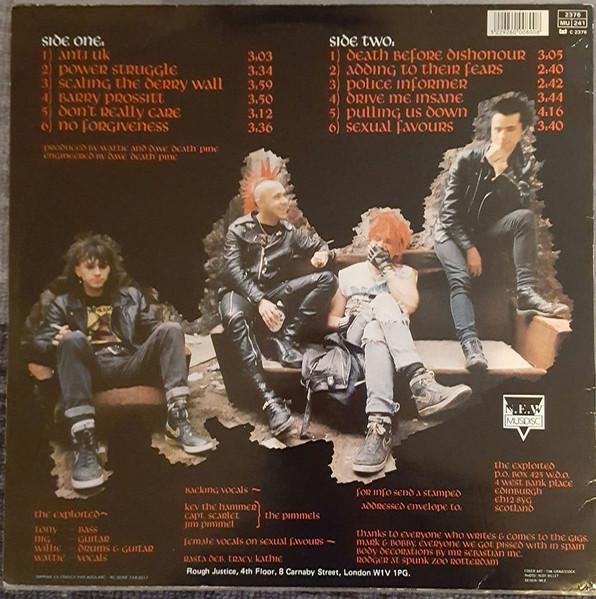 2376
MU 241
C 2376
3229260 006008
SIDE ONE:
1) ANTI UK 3.03
2) POWER STRUGGLE 3.34
3) SCALING THE DERRY WALL 3.59
4) BARRY PROSSITT 3.50
5) DON'T REALLY CARE 3.12
6) NO FORGIVENESS 3.36
PRODUCED BY WATTIE AND DAVE DEATH PINE
ENGINEERED BY DAVE DEATH PINE
SIDE TWO:
1) DEATH BEFORE DISHONOUR 3.05
2) ADDING TO THEIR FEARS 2.40
3) POLICE INFORMER 2.42
4) DRIVE ME INSANE 3.44
5) PULLING US DOWN 4.16
6) SEXUAL FAVOURS 3.40
N.E.W
MUSIDISC
THE EXPLOITED
P.O. BOX 425 W.D.O.
4 WEST BANK PLACE
EDINBURGH
EH12 8YG
SCOTLAND
FOR INFO SEND A STAMPED
ADDRESSED ENVELOPE TO.
BACKING VOCALS ~
KEV THE HAMMER
CAPT. SCARLET
JIM PIMMEL
THE PIMMELS
FEMALE VOCALS ON SEXUAL FAVOURS ~
RASTA DEB, TRACY, KATHIE
THE EXPLOITED~
TONY - BASS
NIG - GUITAR
WILLIE - DRUMS & GUITAR
WATTIE - VOCALS
THANKS TO EVERYONE WHO WRITES & COMES TO THE GIGS.
MARK & BOBBY, EVERYONE WE GOT PISSED WITH IN SPAIN
BODY DECORATIONS BY MR SEBASTIAN MC.
RODGER AT SPUNK ZOO ROTTERDAM
Rough Justice, 4th Floor, 8 Carnaby Street, London W1V 1PG.